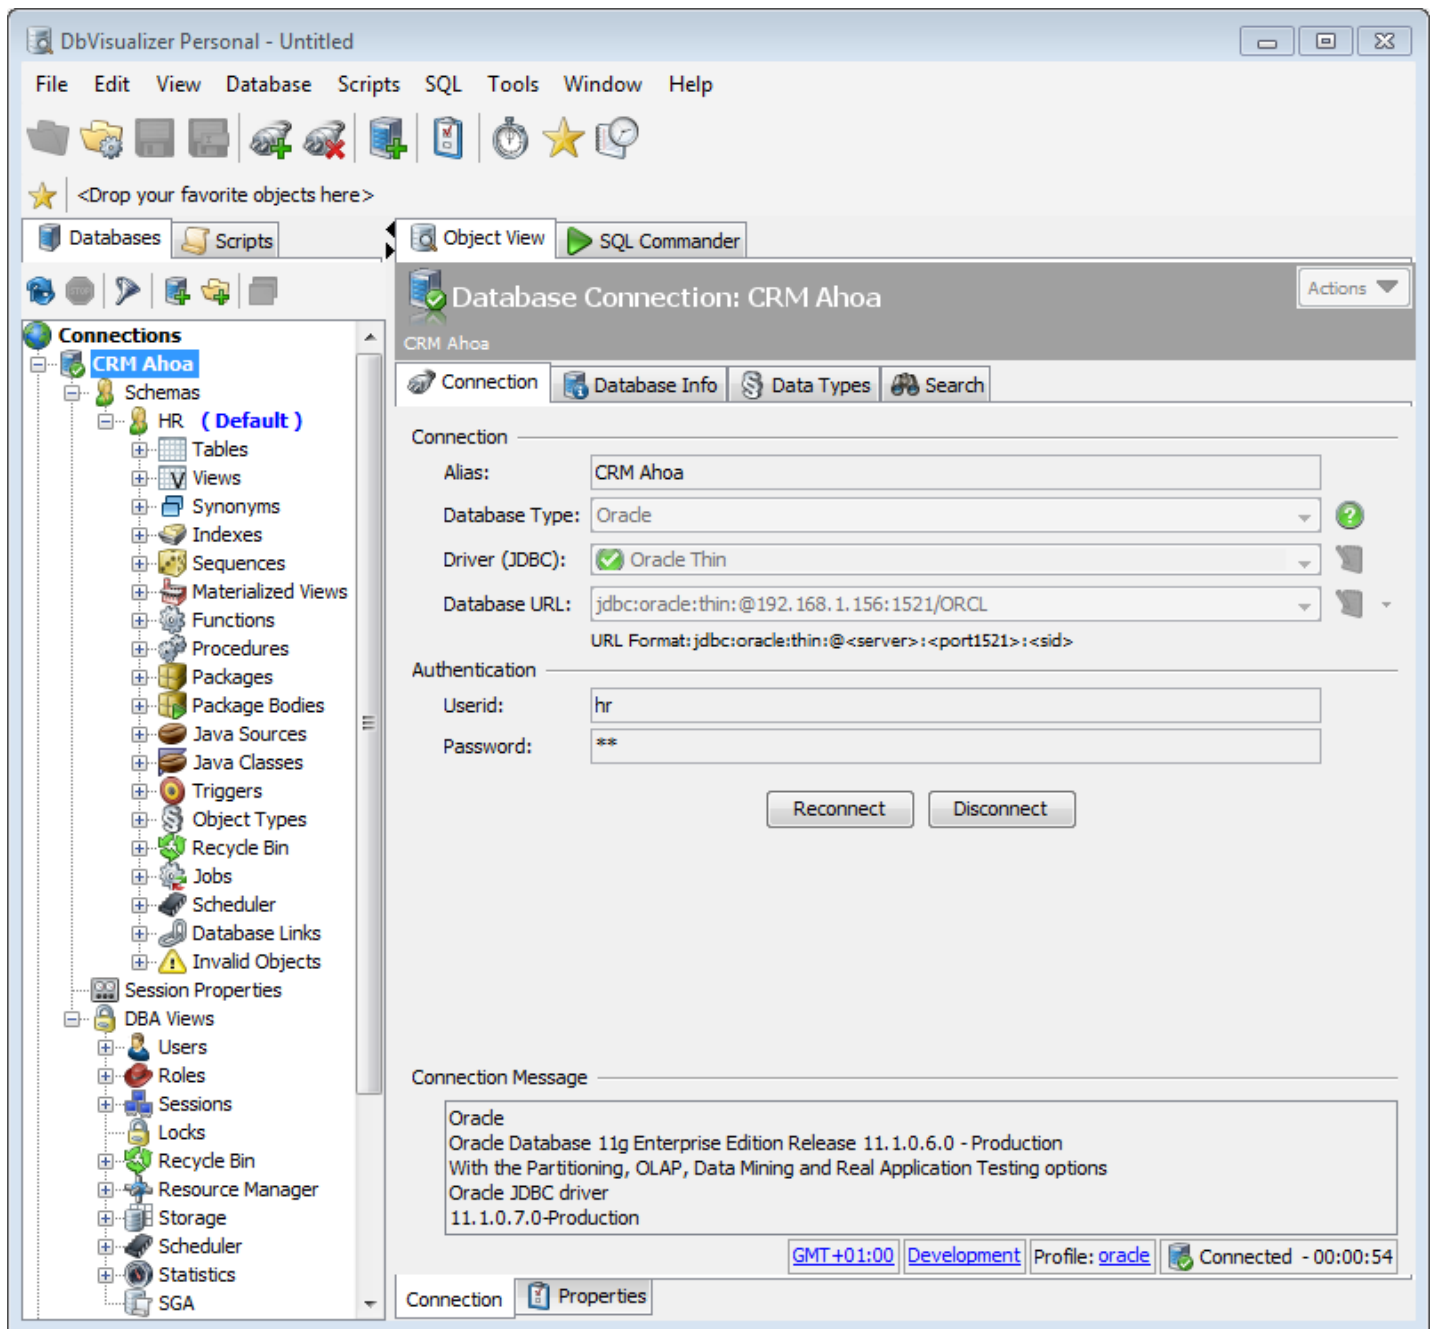 DbVisualizer Personal - Untitled
File Edit View Database Scripts SQL Tools Window Help
<Drop your favorite objects here>
Databases Scripts
Object View SQL Commander
STOP
Database Connection: CRM Ahoa
Actions
CRM Ahoa
Connections
CRM Ahoa
Schemas
HR ( Default )
Tables
V Views
Synonyms
Indexes
Sequences
Materialized Views
Functions
Procedures
Packages
Package Bodies
Java Sources
Java Classes
Triggers
Object Types
Recycle Bin
Jobs
Scheduler
Database Links
Invalid Objects
Session Properties
DBA Views
Users
Roles
Sessions
Locks
Recycle Bin
Resource Manager
Storage
Scheduler
Statistics
SGA
Connection Database Info Data Types Search
Connection
Alias: CRM Ahoa
Database Type: Oracle
Driver (JDBC): Oracle Thin
Database URL: jdbc:oracle:thin:@192.168.1.156:1521/ORCL
URL Format:jdbc:oracle:thin:@<server>:<port1521>:<sid>
Authentication
Userid: hr
Password: **
Reconnect Disconnect
Connection Message
Oracle
Oracle Database 11g Enterprise Edition Release 11.1.0.6.0 - Production
With the Partitioning, OLAP, Data Mining and Real Application Testing options
Oracle JDBC driver
11.1.0.7.0-Production
GMT+01:00 Development Profile: oracle Connected - 00:00:54
Connection Properties